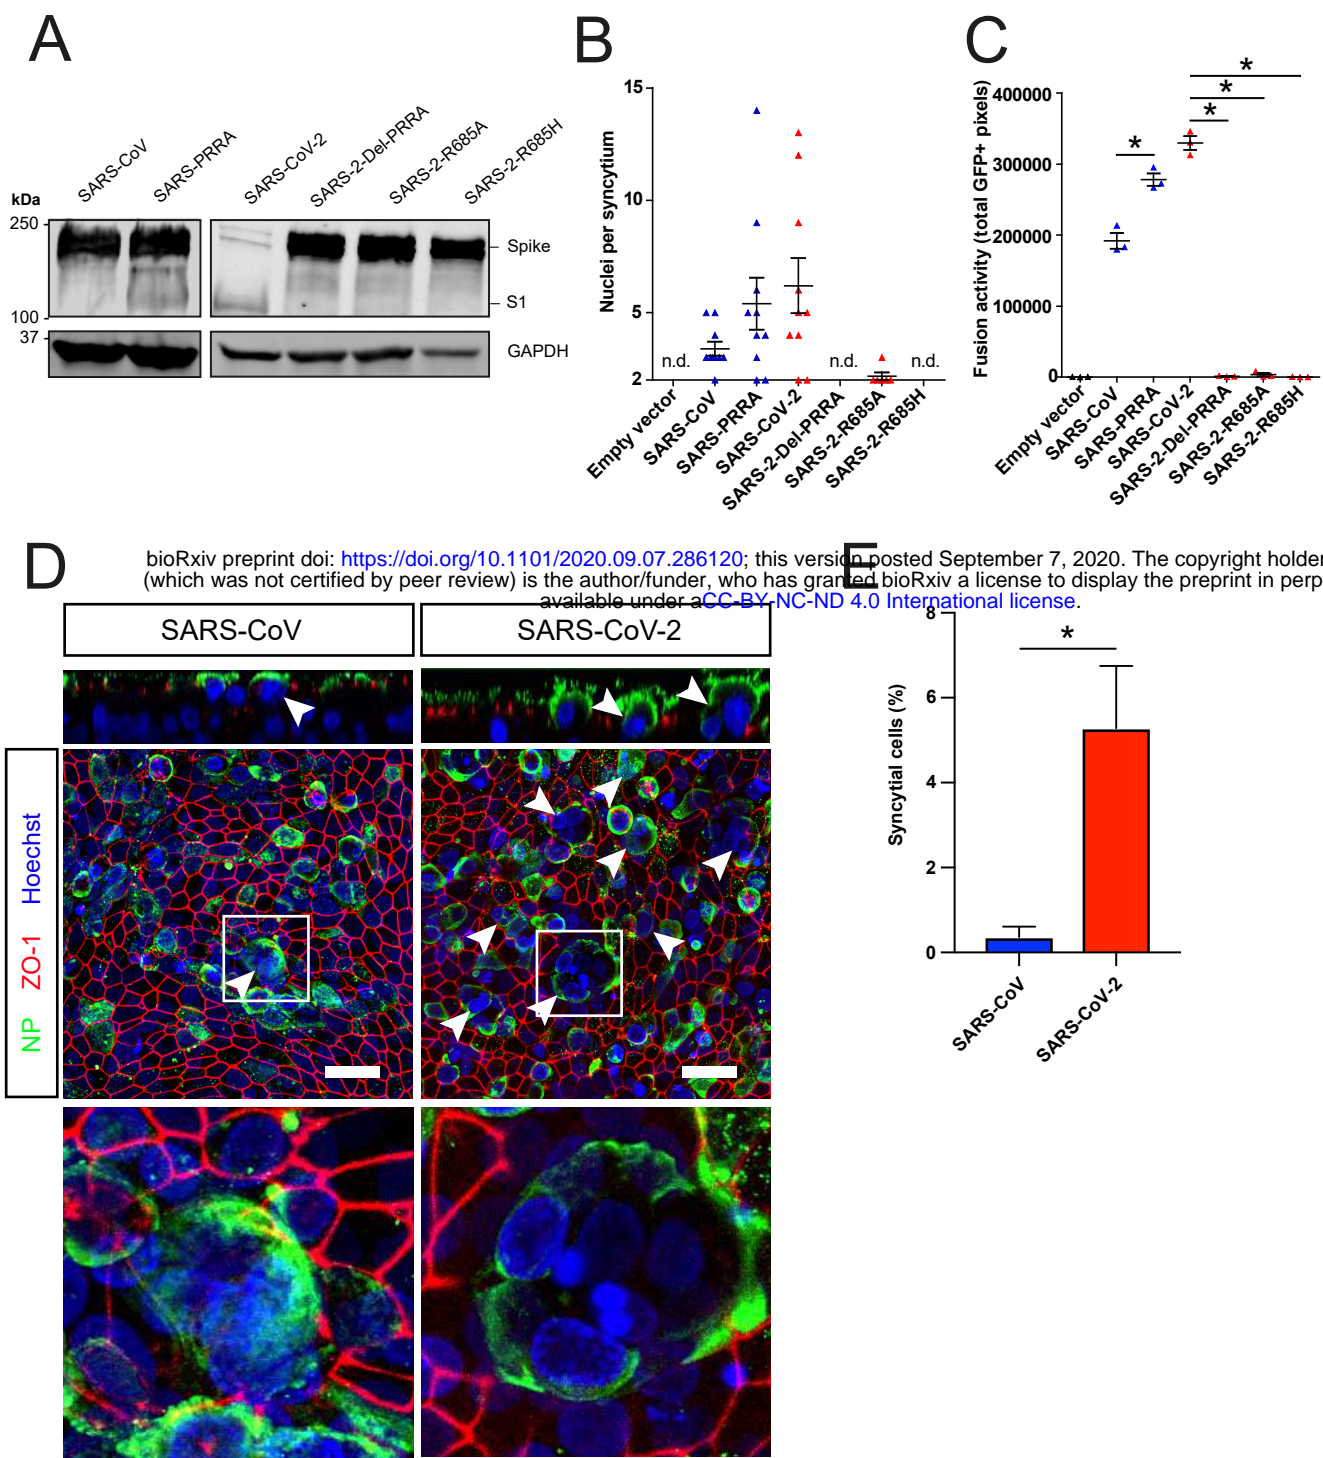 A
SARS-CoV
SARS-PRRA
SARS-CoV-2
SARS-2-Del-PRRA
SARS-2-R685A
SARS-2-R685H
kDa
250
100
37
Spike
S1
GAPDH
B
Nuclei per syncytium
15
10
5
2
n.d.
n.d.
n.d.
Empty vector
SARS-CoV
SARS-PRRA
SARS-CoV-2
SARS-2-Del-PRRA
SARS-2-R685A
SARS-2-R685H
C
Fusion activity (total GFP+ pixels)
400000
300000
200000
100000
0
*
*
*
*
Empty vector
SARS-CoV
SARS-PRRA
SARS-CoV-2
SARS-2-Del-PRRA
SARS-2-R685A
SARS-2-R685H
D
bioRxiv preprint doi: https://doi.org/10.1101/2020.09.07.286120; this version posted September 7, 2020. The copyright holder
(which was not certified by peer review) is the author/funder, who has granted bioRxiv a license to display the preprint in perp
available under aCC-BY-NC-ND 4.0 International license.
SARS-CoV
SARS-CoV-2
NP ZO-1 Hoechst
E
Syncytial cells (%)
8
6
4
2
0
*
SARS-CoV
SARS-CoV-2